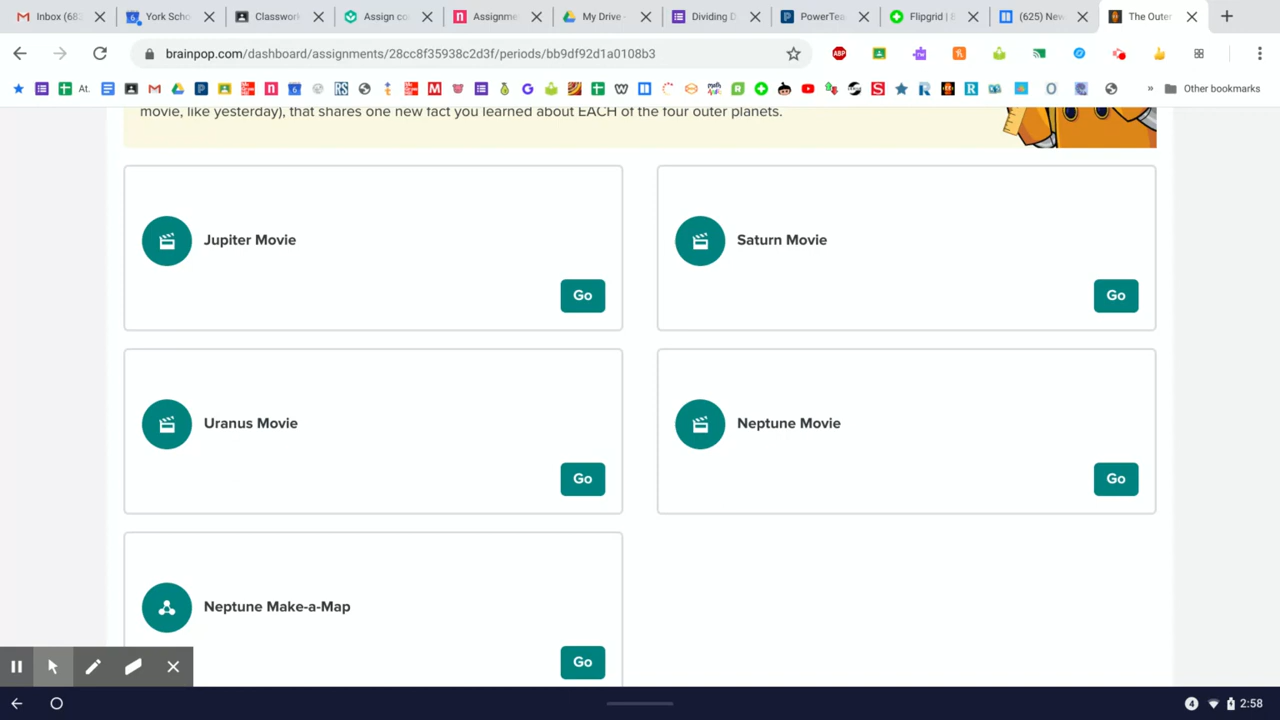 Inbox (68
York Scho
Classwor
Assign co
Assignme
My Drive -
Dividing D
PowerTea
Flipgrid | 8
(625) New
The Outer
brainpop.com/dashboard/assignments/28cc8f35938c2d3f/periods/bb9df92d1a0108b3
At.
Other bookmarks
movie, like yesterday), that shares one new fact you learned about EACH of the four outer planets.
Jupiter Movie
Go
Saturn Movie
Go
Uranus Movie
Go
Neptune Movie
Go
Neptune Make-a-Map
Go
4
2:58